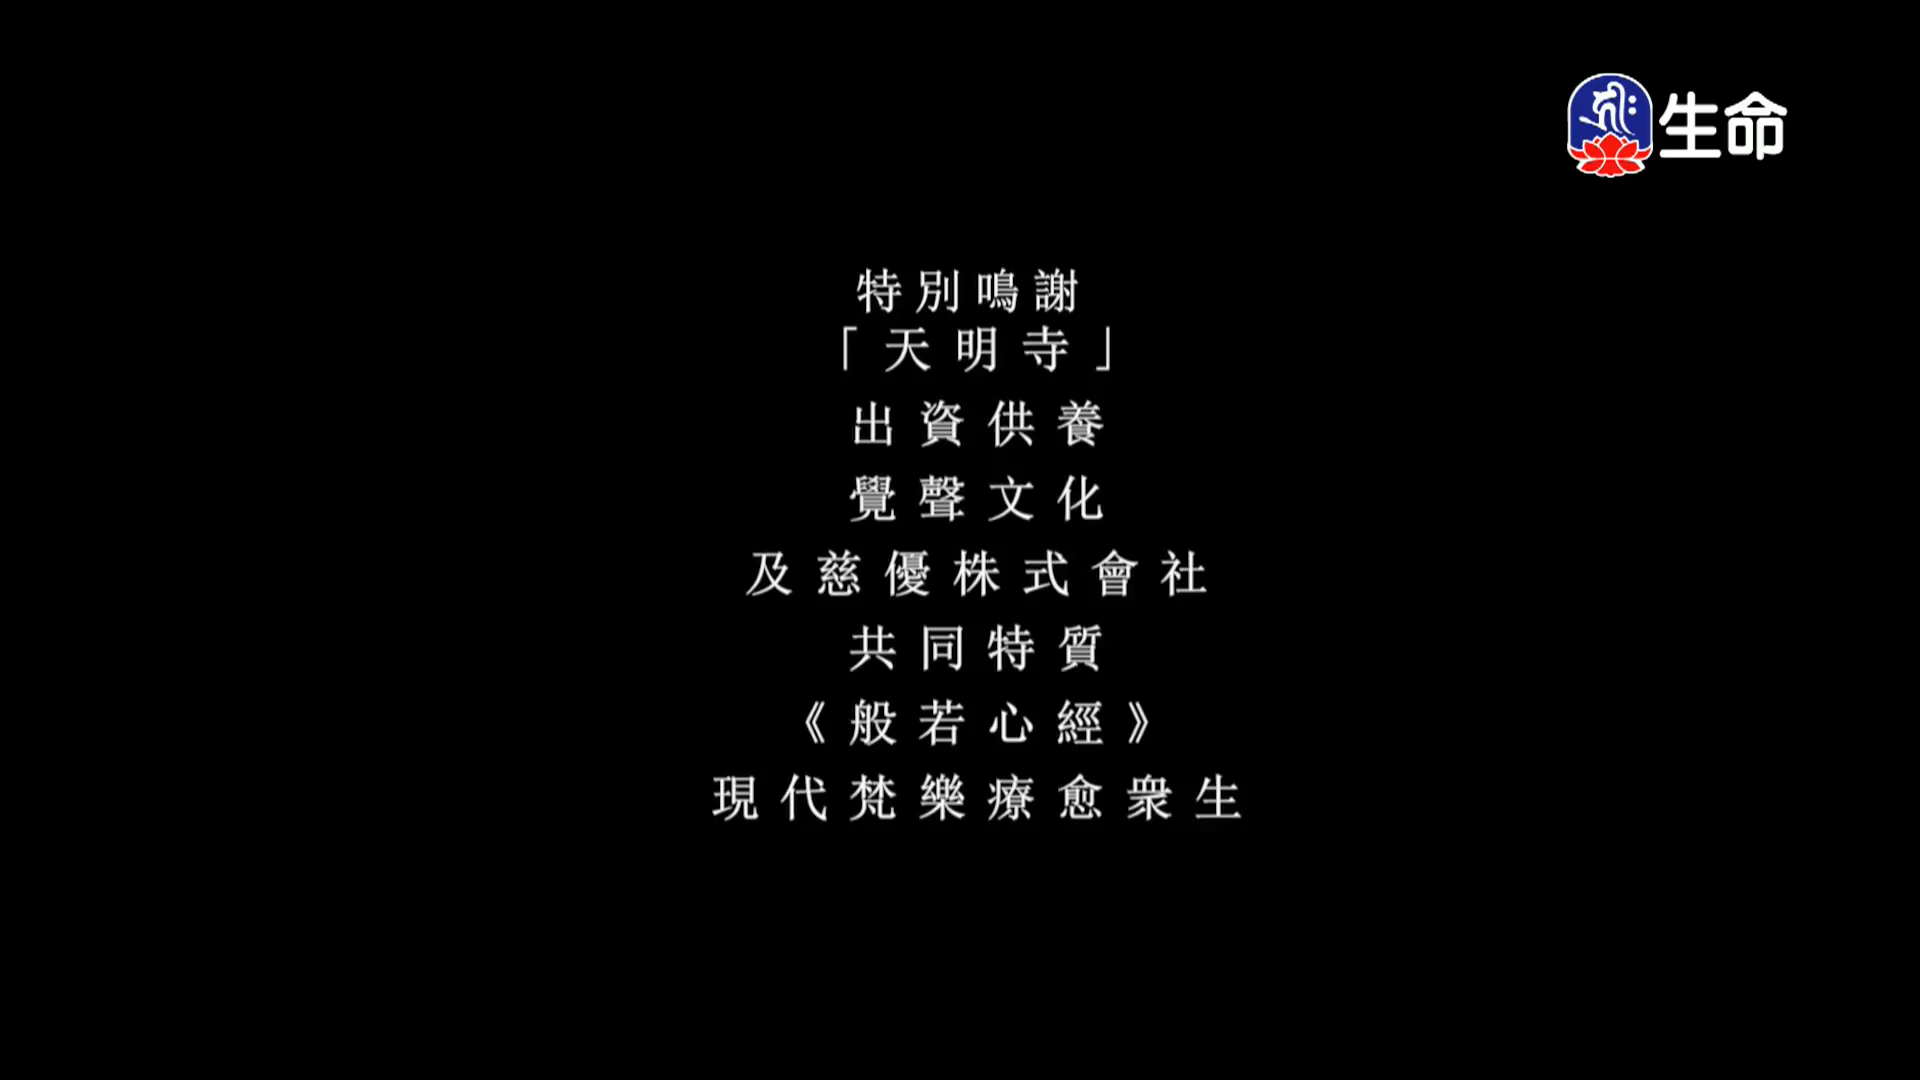 生命
特別鳴謝
「天明寺」
出資供養
覺聲文化
及慈優株式會社
共同特質
《般若心經》
現代梵樂療愈衆生